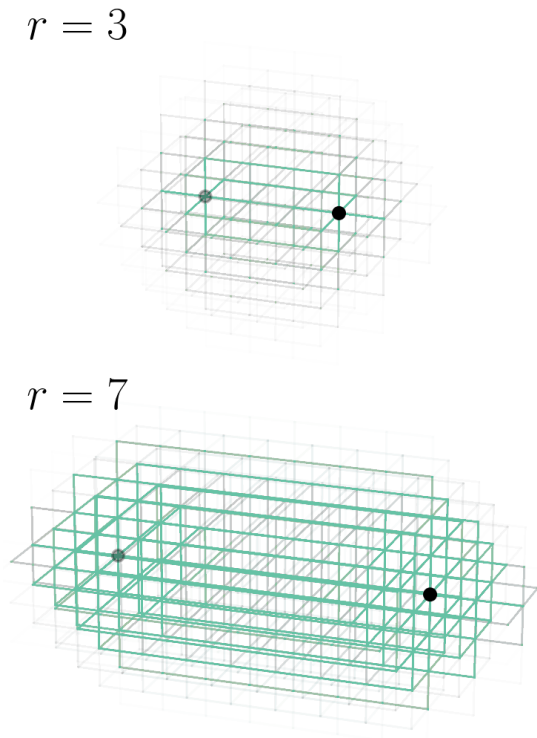 r = 3
r = 7